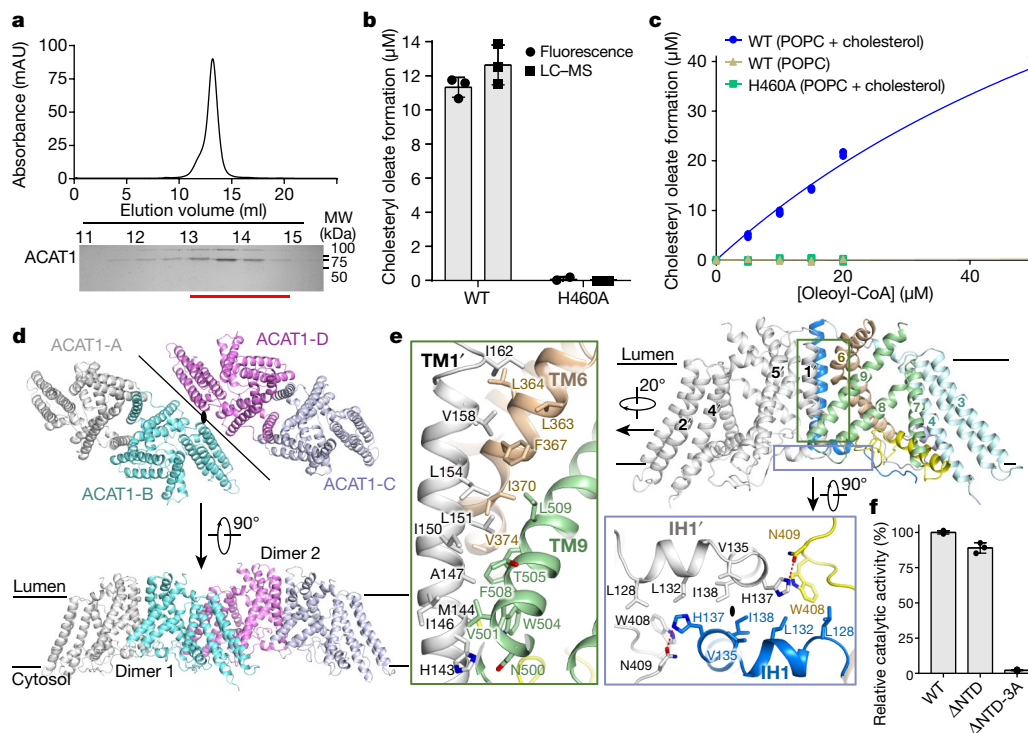 a
Absorbance (mAU)
100
75
50
25
0
0 10 20
Elution volume (ml)
11 12 13 14 15
MW
(kDa)
ACAT1
100
75
50
b
Cholesteryl oleate formation (µM)
14
12
10
8
6
4
2
0
Fluorescence
LC–MS
WT H460A
c
Cholesteryl oleate formation (µM)
40
30
20
10
0
WT (POPC + cholesterol)
WT (POPC)
H460A (POPC + cholesterol)
0 20 40
[Oleoyl-CoA] (µM)
d
ACAT1-A
ACAT1-D
ACAT1-B
ACAT1-C
90°
Dimer 2
Lumen
Dimer 1
Cytosol
e
TM1′
I162
TM6
L364
V158
L363
F367
L154
I370
L509
L151
I150
V374
TM9
A147
T505
F508
M144
I146
V501
W504
H143
N500
Lumen
20°
5′ 1′ 6
9
4′
2′
8 7 4 3
90°
IH1′
V135
N409
L128
L132
I138
H137
W408
W408
H137
I138
L132
L128
N409
V135
IH1
f
Relative catalytic activity (%)
100
75
50
25
0
WT
ΔNTD
ΔNTD-3A